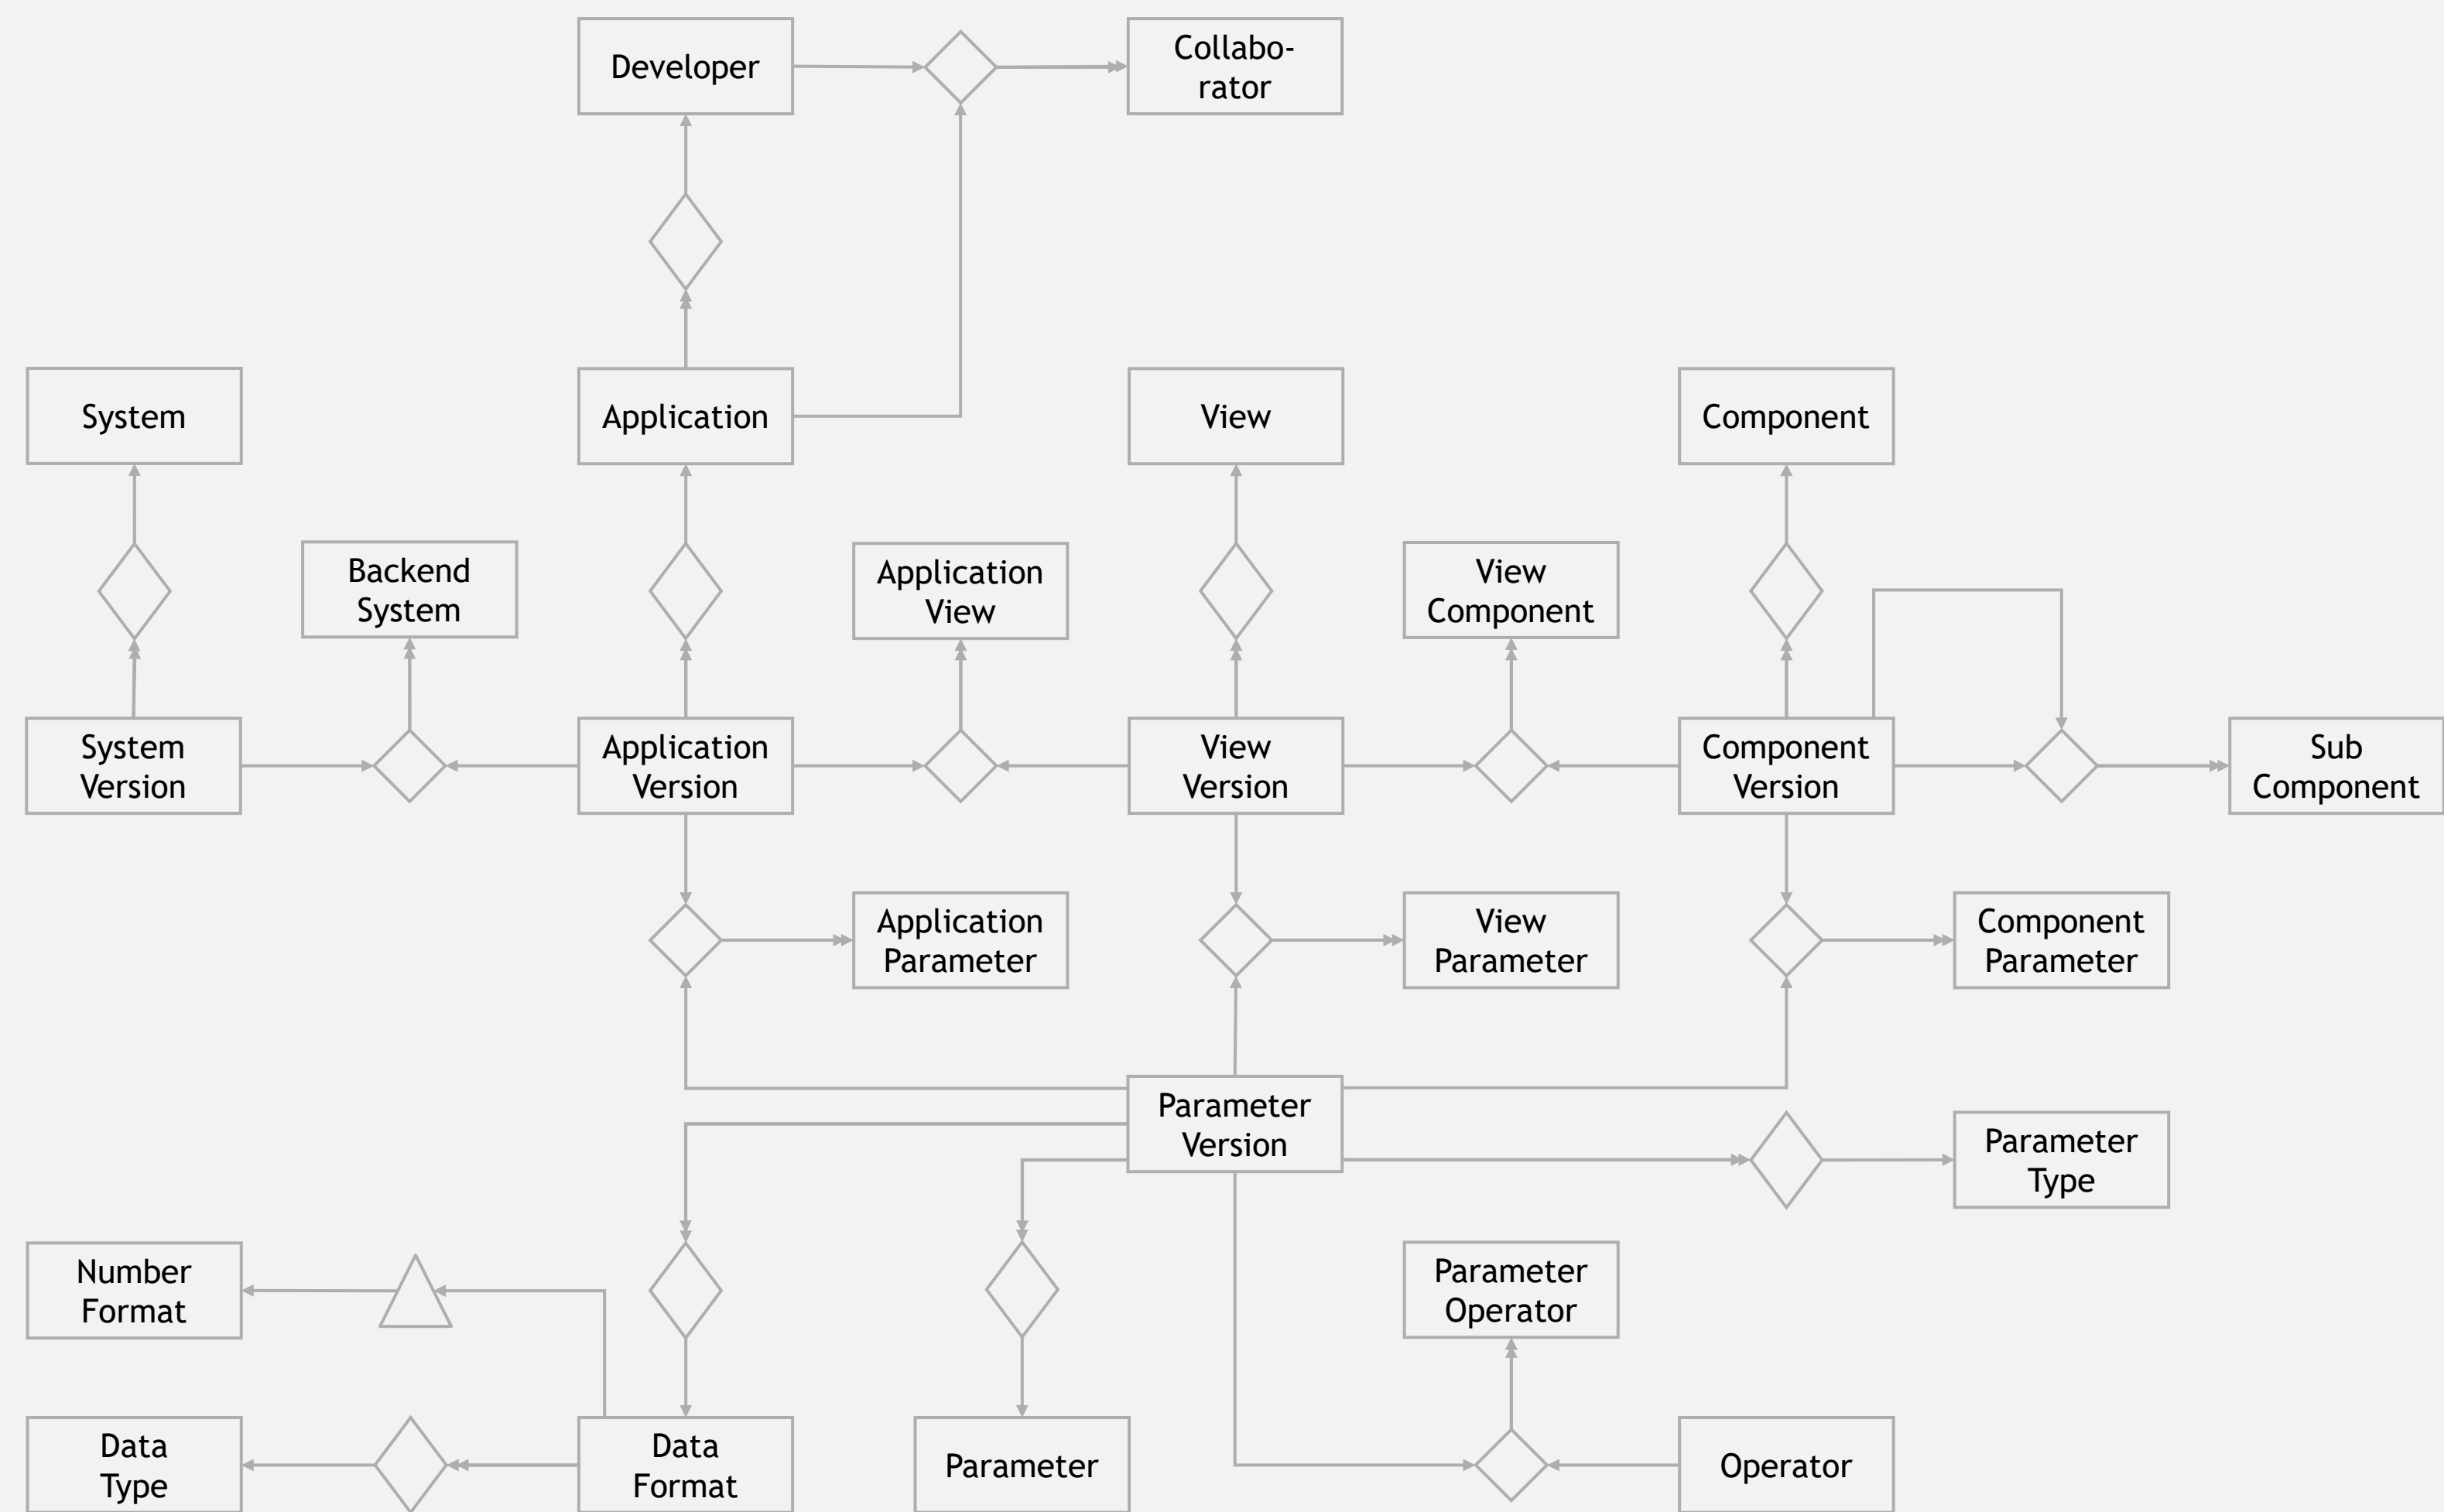 Developer
Collabo-
rator
System
Application
View
Component
Backend
System
Application
View
View
Component
System
Version
Application
Version
View
Version
Component
Version
Sub
Component
Application
Parameter
View
Parameter
Component
Parameter
Parameter
Version
Parameter
Type
Number
Format
Parameter
Operator
Data
Type
Data
Format
Parameter
Operator